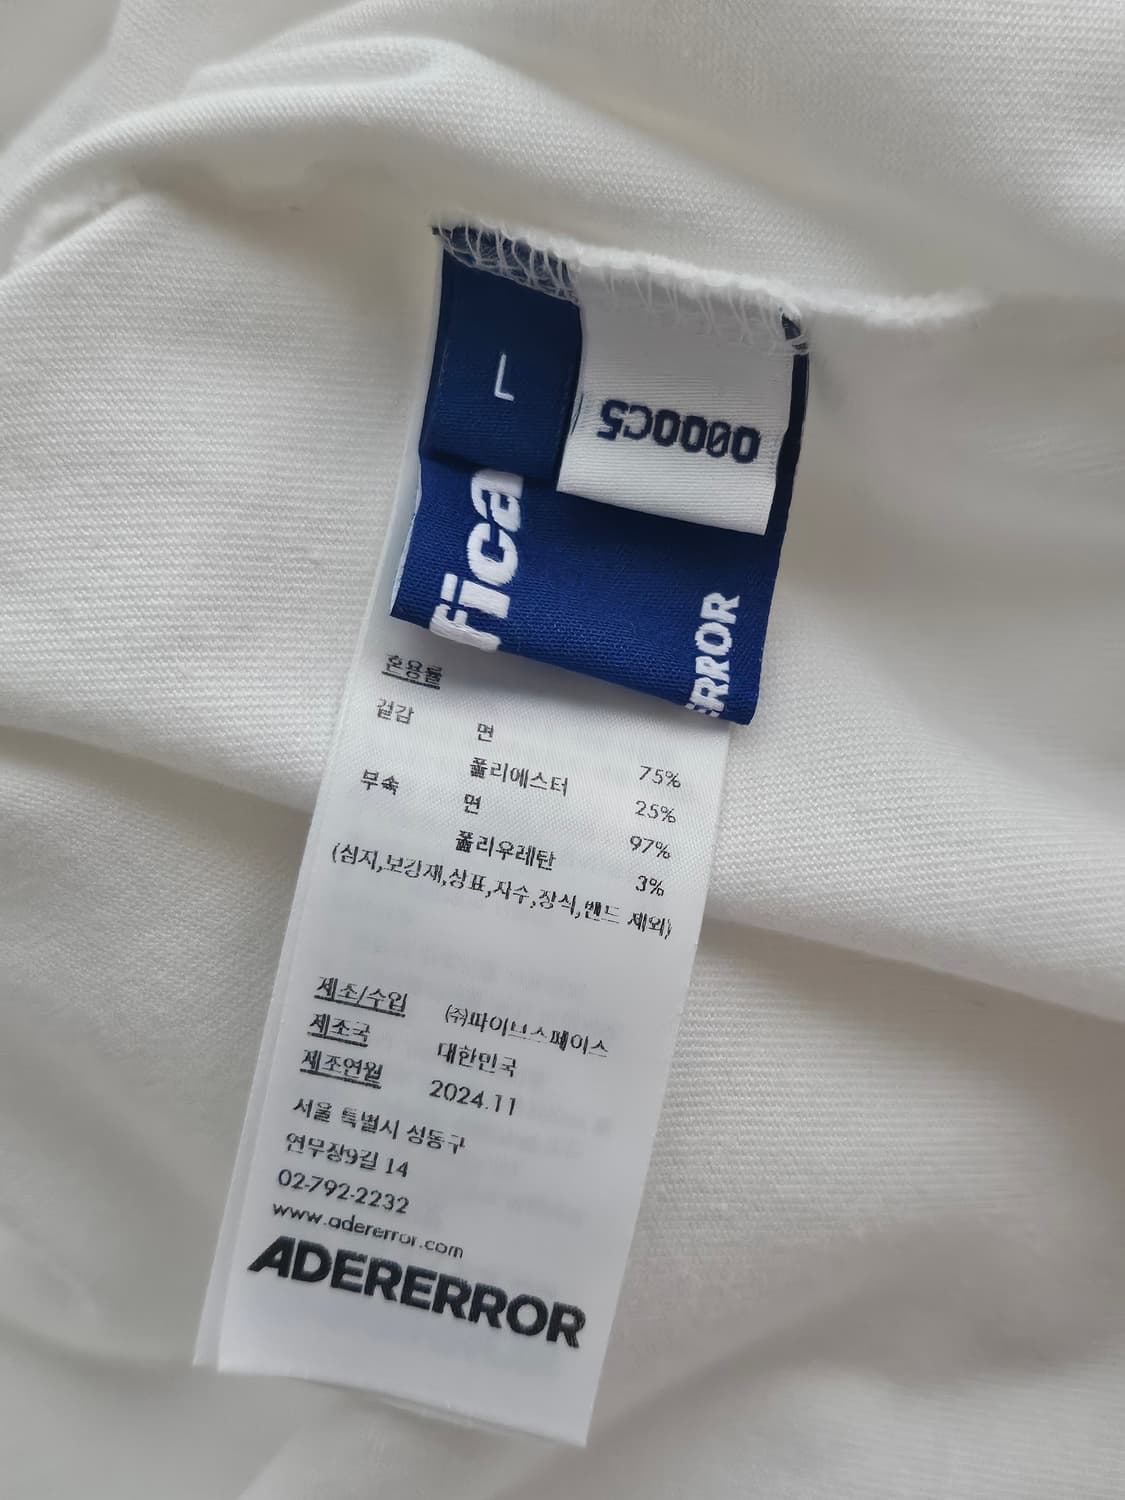 L
0000C5
fica
ERROR
혼용률
겉감
면 75%
폴리에스터 25%
부속
면 97%
폴리우레탄 3%
(심지,보강재,상표,자수,장식,밴드 제외)
제조/수입 ㈜파이브스페이스
제조국 대한민국
제조연월 2024.11
서울 특별시 성동구
연무장9길 14
02-792-2232
www.adererror.com
ADERERROR